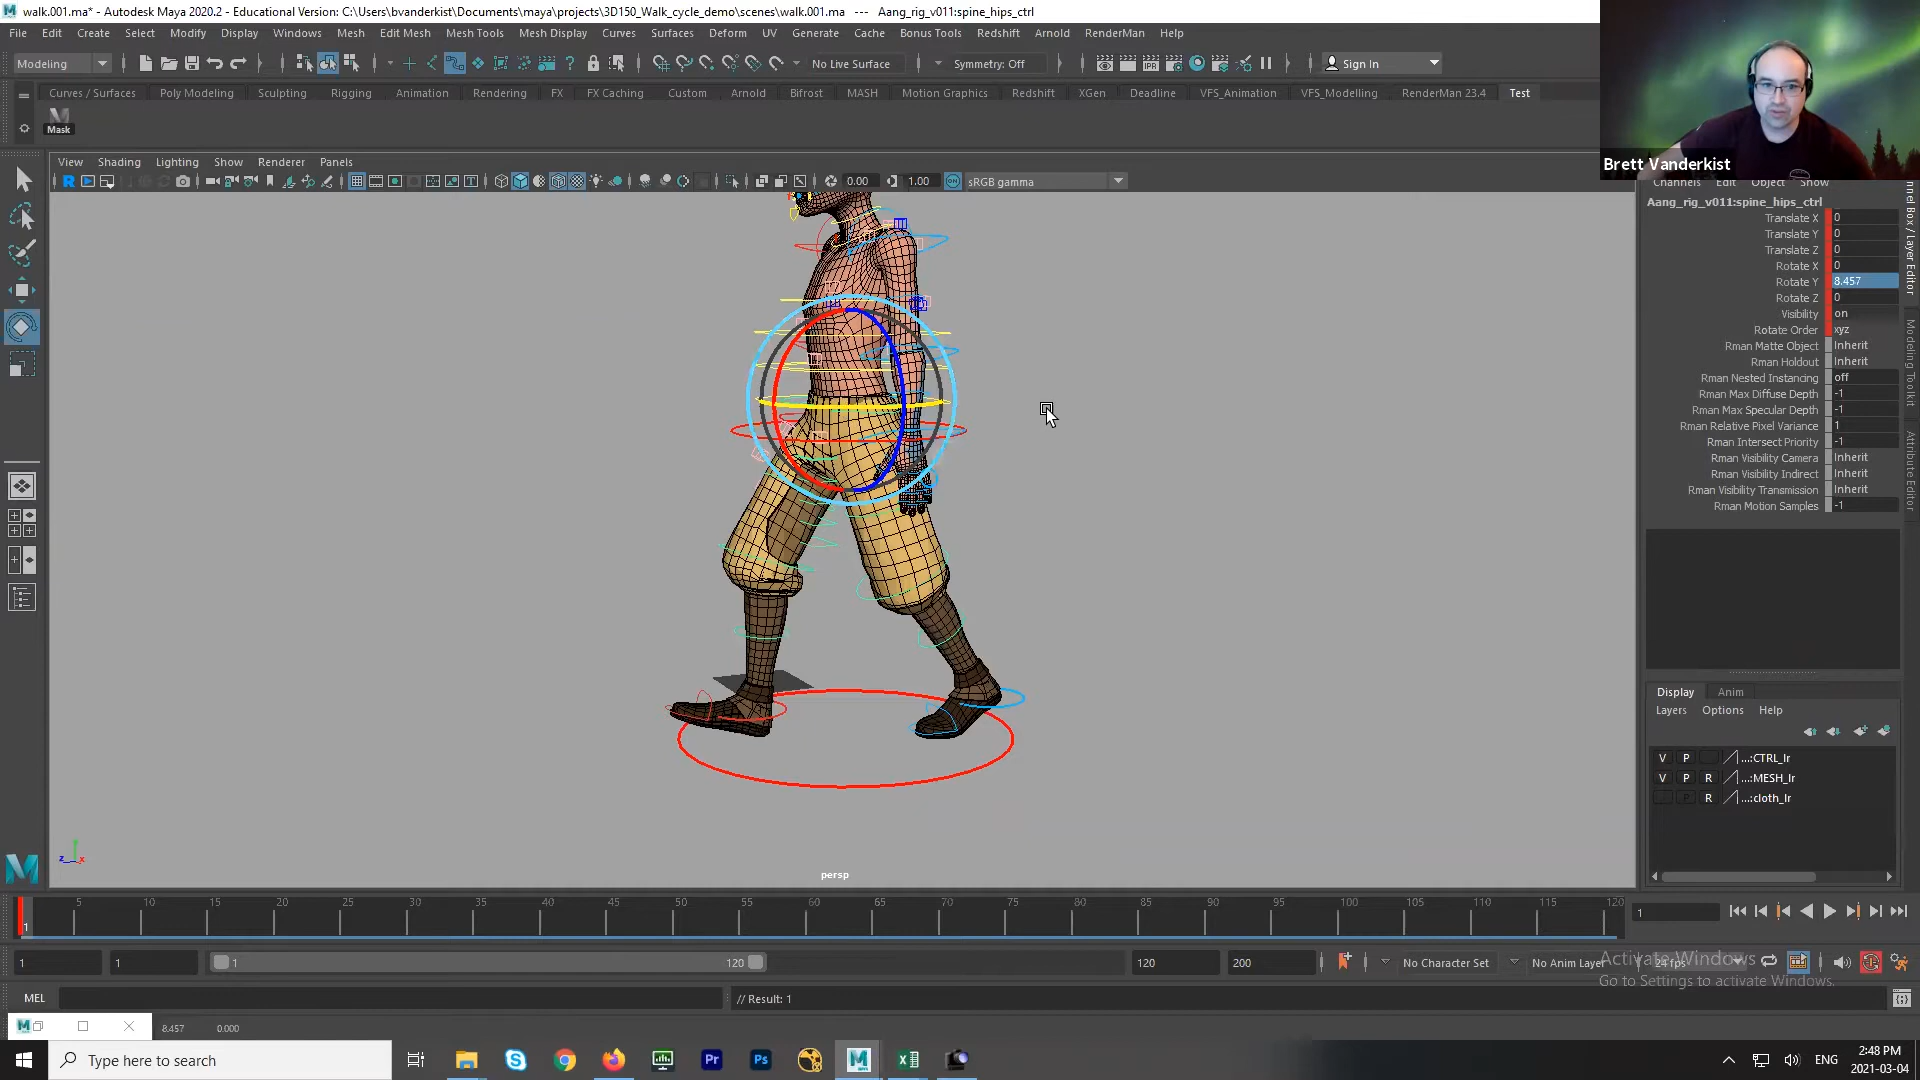 walk.001.ma* - Autodesk Maya 2020.2 - Educational Version: C:\Users\bvanderkist\Documents\maya\projects\3D150_Walk_cycle_demo\scenes\walk.001.ma --- Aang_rig_v011:spine_hips_ctrl
File Edit Create Select Modify Display Windows Mesh Edit Mesh Mesh Tools Mesh Display Curves Surfaces Deform UV Generate Cache Bonus Tools Redshift Arnold RenderMan Help
Modeling No Live Surface Symmetry: Off Sign In
Curves / Surfaces Poly Modeling Sculpting Rigging Animation Rendering FX FX Caching Custom Arnold Bifrost MASH Motion Graphics Redshift XGen Deadline VFS_Animation VFS_Modelling RenderMan 23.4 Test
Mask
Brett Vanderkist
View Shading Lighting Show Renderer Panels
0.00 1.00 sRGB gamma
Channels Edit Object Show
Aang_rig_v011:spine_hips_ctrl
Translate X 0
Translate Y 0
Translate Z 0
Rotate X 0
Rotate Y 8.457
Rotate Z 0
Visibility on
Rotate Order xyz
Rman Matte Object Inherit
Rman Holdout Inherit
Rman Nested Instancing off
Rman Max Diffuse Depth -1
Rman Max Specular Depth -1
Rman Relative Pixel Variance 1
Rman Intersect Priority -1
Rman Visibility Camera Inherit
Rman Visibility Indirect Inherit
Rman Visibility Transmission Inherit
Rman Motion Samples -1
nnel Box / Layer Editor
Modeling Toolkit
Attribute Editor
Display Anim
Layers Options Help
V P ...:CTRL_lr
V P R ...:MESH_lr
P R ...:cloth_lr
z x
persp
5 10 15 20 25 30 35 40 45 50 55 60 65 70 75 80 85 90 95 100 105 110 115 120
1 1
1 1 1 120 120 200 No Character Set No Anim Layer 24 fps
Activate Windows
Go to Settings to activate Windows.
MEL // Result: 1
8.457 0.000
Type here to search
Pr Ps M
ENG
2:48 PM
2021-03-04